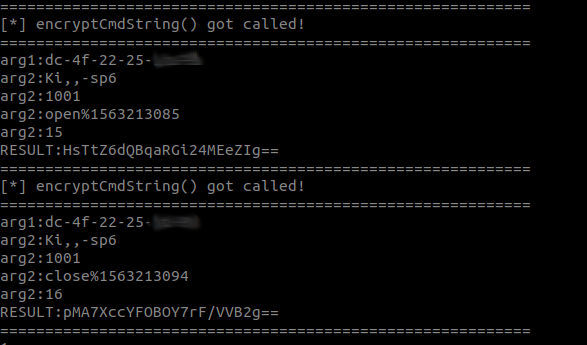 ===========================================================
[*] encryptCmdString() got called!
===========================================================
arg1:dc-4f-22-25-
arg2:Ki,,-sp6
arg2:1001
arg2:open%1563213085
arg2:15
RESULT:HsTtZ6dQBqaRGi24MEeZIg==
===========================================================
[*] encryptCmdString() got called!
===========================================================
arg1:dc-4f-22-25-
arg2:Ki,,-sp6
arg2:1001
arg2:close%1563213094
arg2:16
RESULT:pMA7XccYFOBOY7rF/VVB2g==
===========================================================